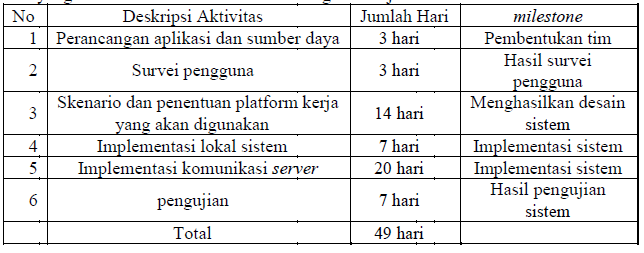 No Deskripsi Aktivitas Jumlah Hari milestone
1 Perancangan aplikasi dan sumber daya 3 hari Pembentukan tim
2 Survei pengguna 3 hari Hasil survei
pengguna
3 Skenario dan penentuan platform kerja
yang akan digunakan 14 hari Menghasilkan desain
sistem
4 Implementasi lokal sistem 7 hari Implementasi sistem
5 Implementasi komunikasi server 20 hari Implementasi sistem
6 pengujian 7 hari Hasil pengujian
sistem
Total 49 hari